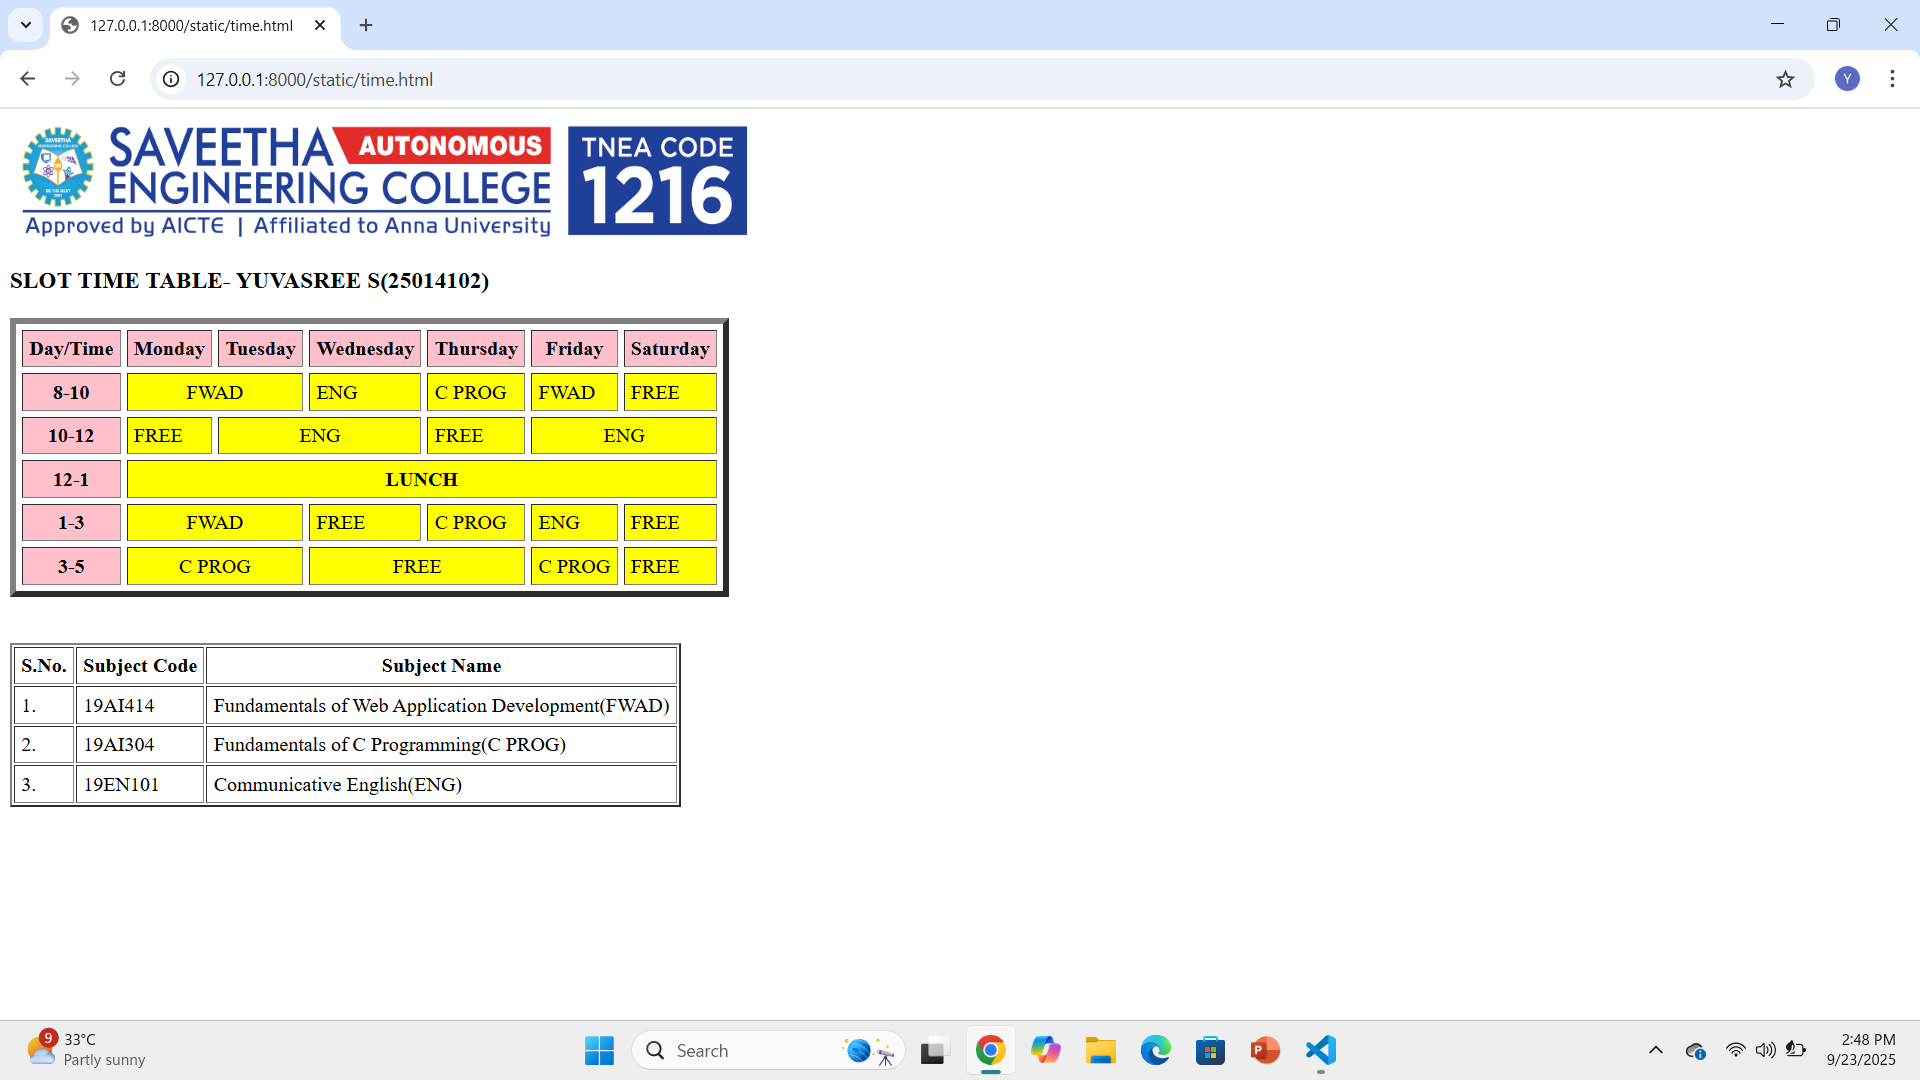 127.0.0.1:8000/static/time.html
127.0.0.1:8000/static/time.html
Y
SAVEETHA AUTONOMOUS
ENGINEERING COLLEGE
Approved by AICTE | Affiliated to Anna University
TNEA CODE
1216
SLOT TIME TABLE- YUVASREE S(25014102)
Day/Time Monday Tuesday Wednesday Thursday Friday Saturday
8-10 FWAD ENG C PROG FWAD FREE
10-12 FREE ENG FREE ENG
12-1 LUNCH
1-3 FWAD FREE C PROG ENG FREE
3-5 C PROG FREE C PROG FREE
S.No. Subject Code Subject Name
1. 19AI414 Fundamentals of Web Application Development(FWAD)
2. 19AI304 Fundamentals of C Programming(C PROG)
3. 19EN101 Communicative English(ENG)
9
33°C
Partly sunny
Search
2:48 PM
9/23/2025